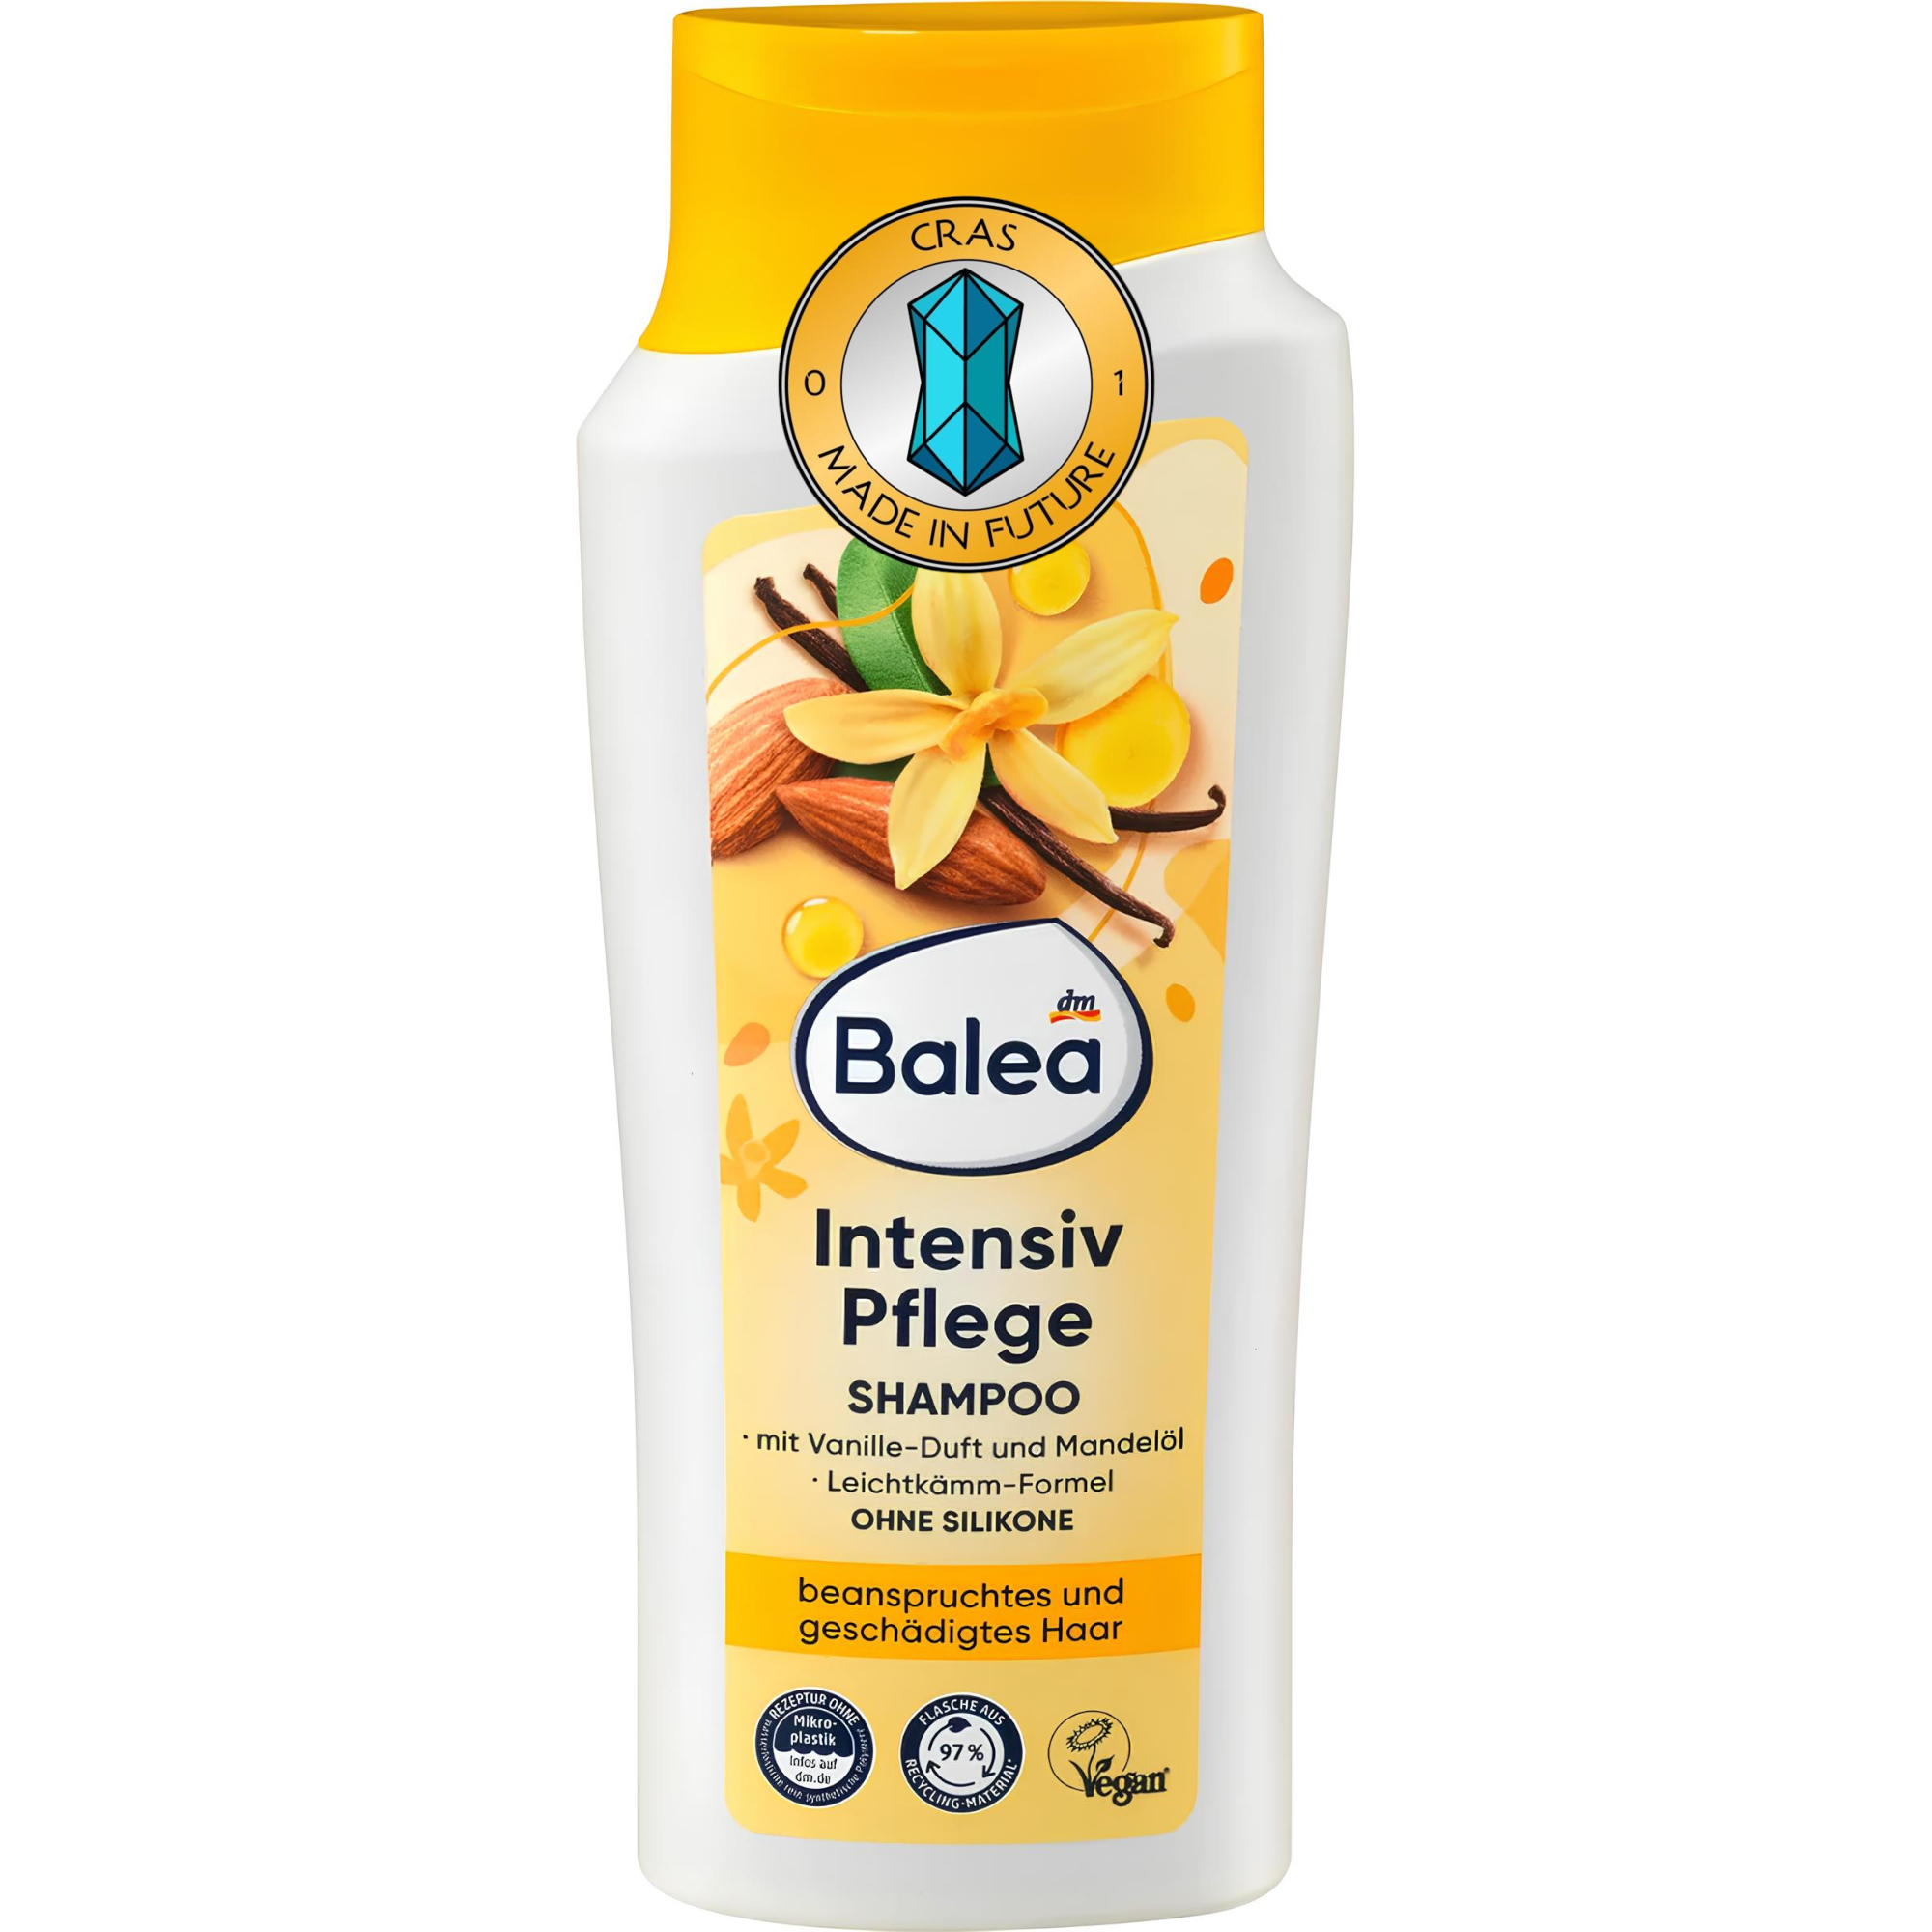 CRAS
0 1
MADE IN FUTURE
dm
Balea
Intensiv
Pflege
SHAMPOO
· mit Vanille-Duft und Mandelöl
· Leichtkämm-Formel
OHNE SILIKONE
beanspruchtes und
geschädigtes Haar
REZEPTUR OHNE
Mikro-
plastik
Infos auf
dm.de
FLASCHE AUS
97 %
RECYCLING-MATERIAL
Vegan